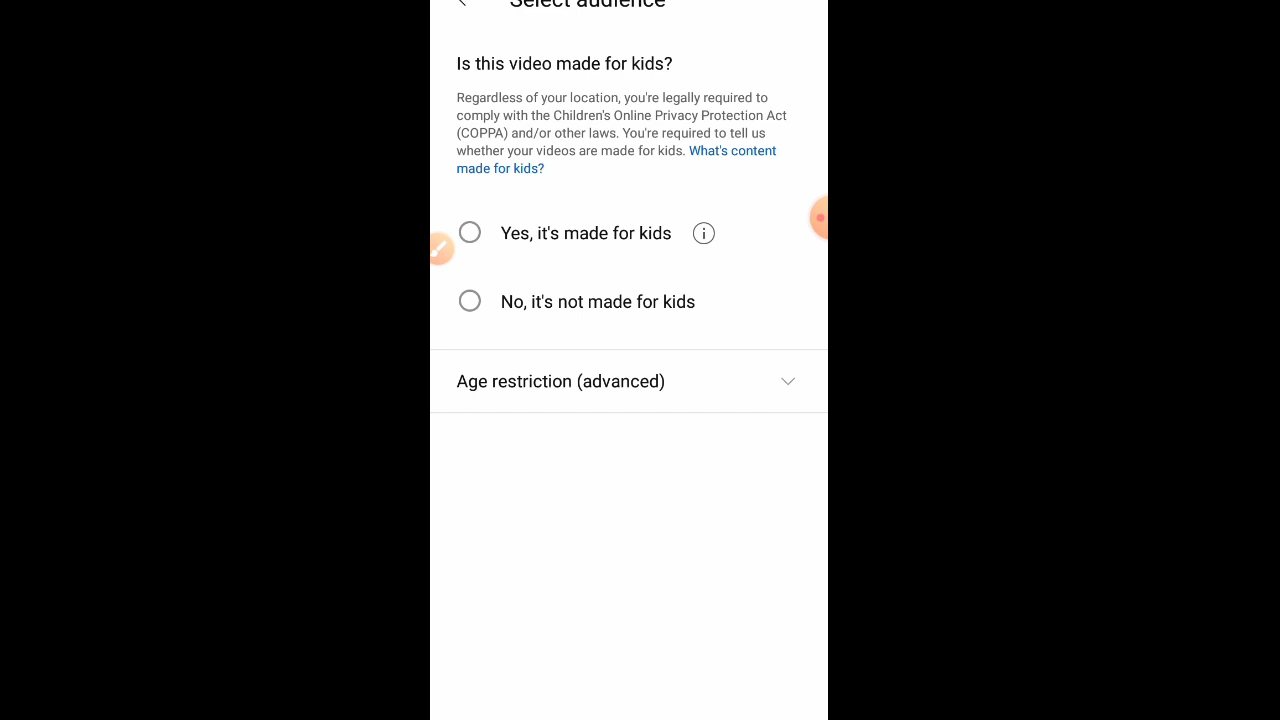 Select audience
Is this video made for kids?
Regardless of your location, you're legally required to
comply with the Children's Online Privacy Protection Act
(COPPA) and/or other laws. You're required to tell us
whether your videos are made for kids. What's content
made for kids?
Yes, it's made for kids
No, it's not made for kids
Age restriction (advanced)